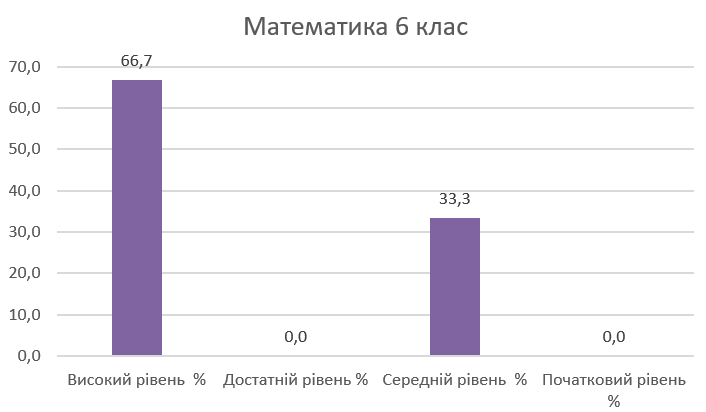 Математика 6 клас
70,0
60,0
50,0
40,0
30,0
20,0
10,0
0,0
66,7
0,0
33,3
0,0
Високий рівень %
Достатній рівень %
Середній рівень %
Початковий рівень
%